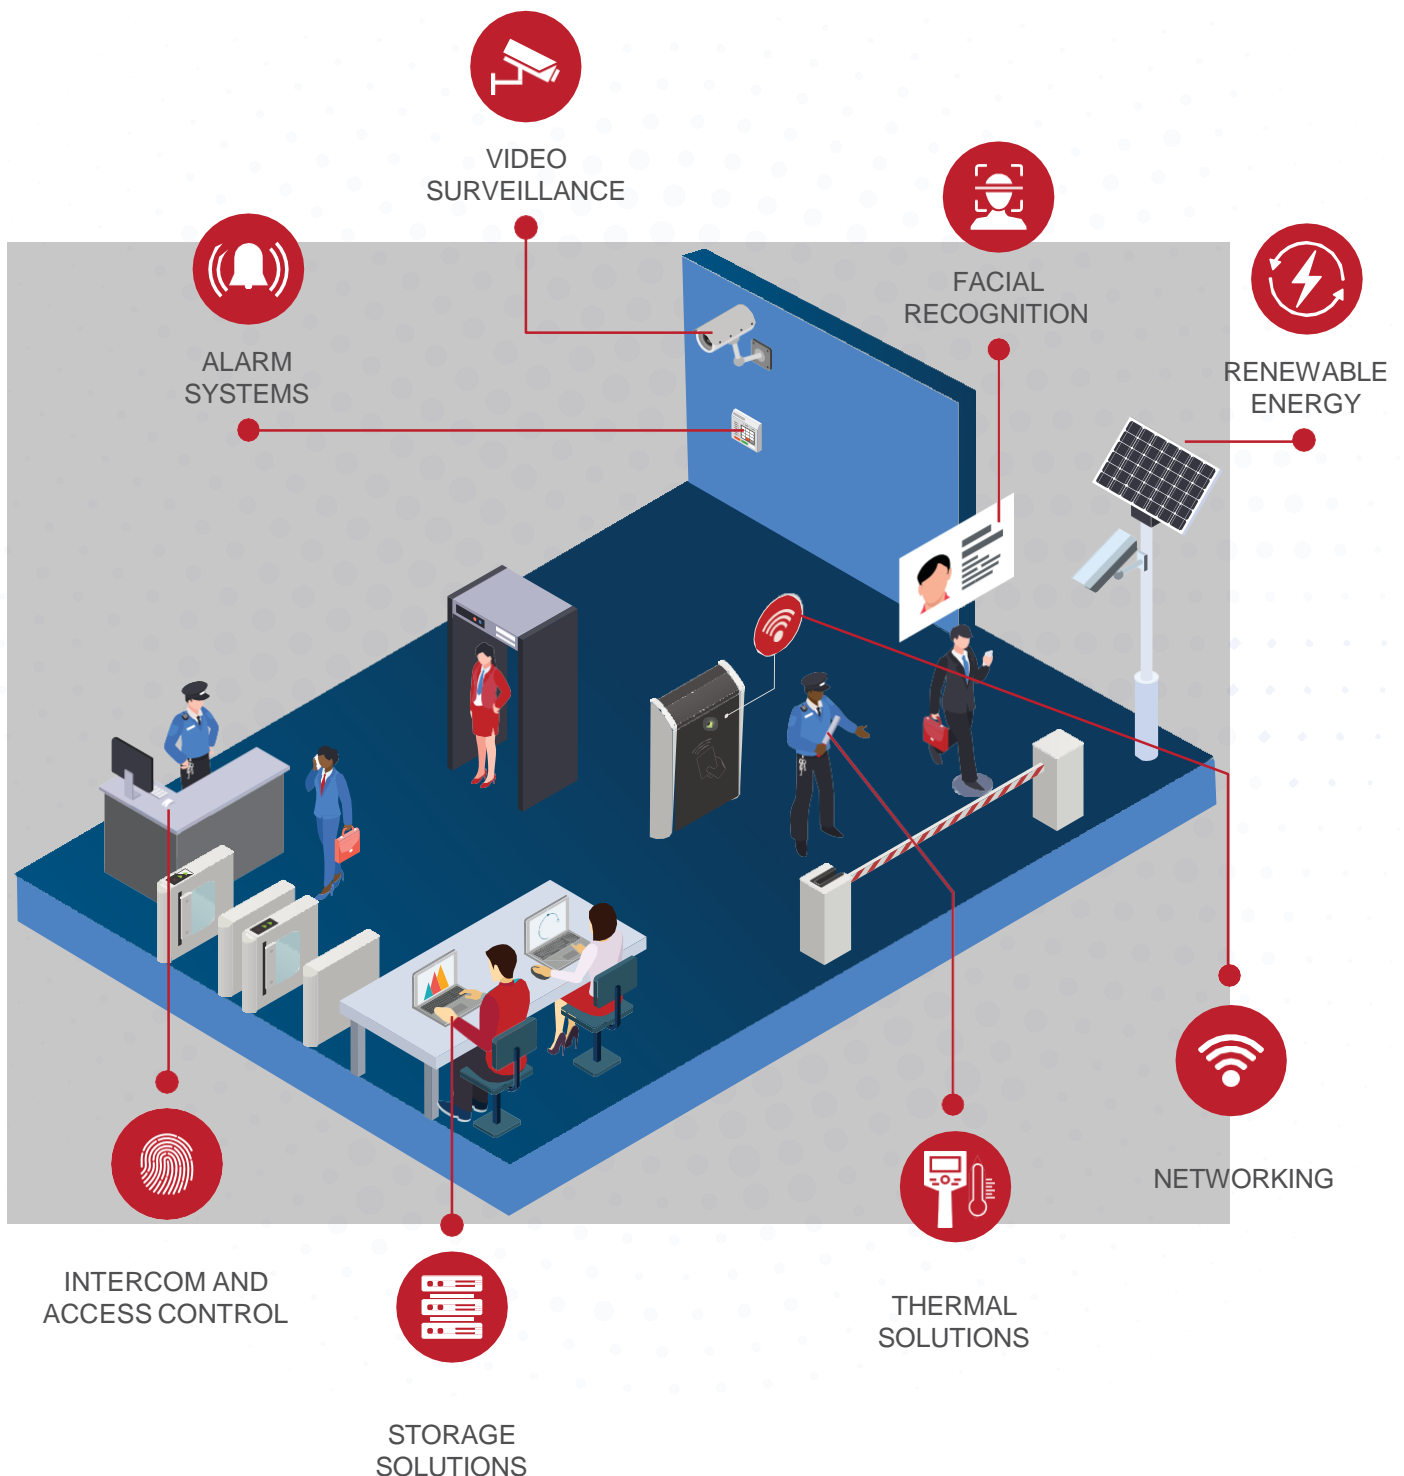 VIDEO
SURVEILLANCE
FACIAL
RECOGNITION
ALARM
SYSTEMS
RENEWABLE
ENERGY
NETWORKING
INTERCOM AND
ACCESS CONTROL
THERMAL
SOLUTIONS
STORAGE
SOLUTIONS